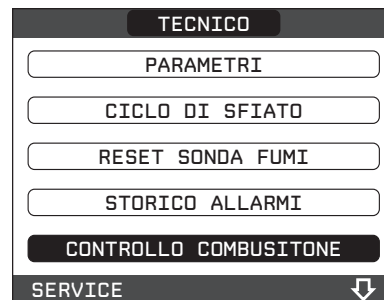 TECNICO
PARAMETRI
CICLO DI SFIATO
RESET SONDA FUMI
STORICO ALLARMI
CONTROLLO COMBUSITONE
SERVICE